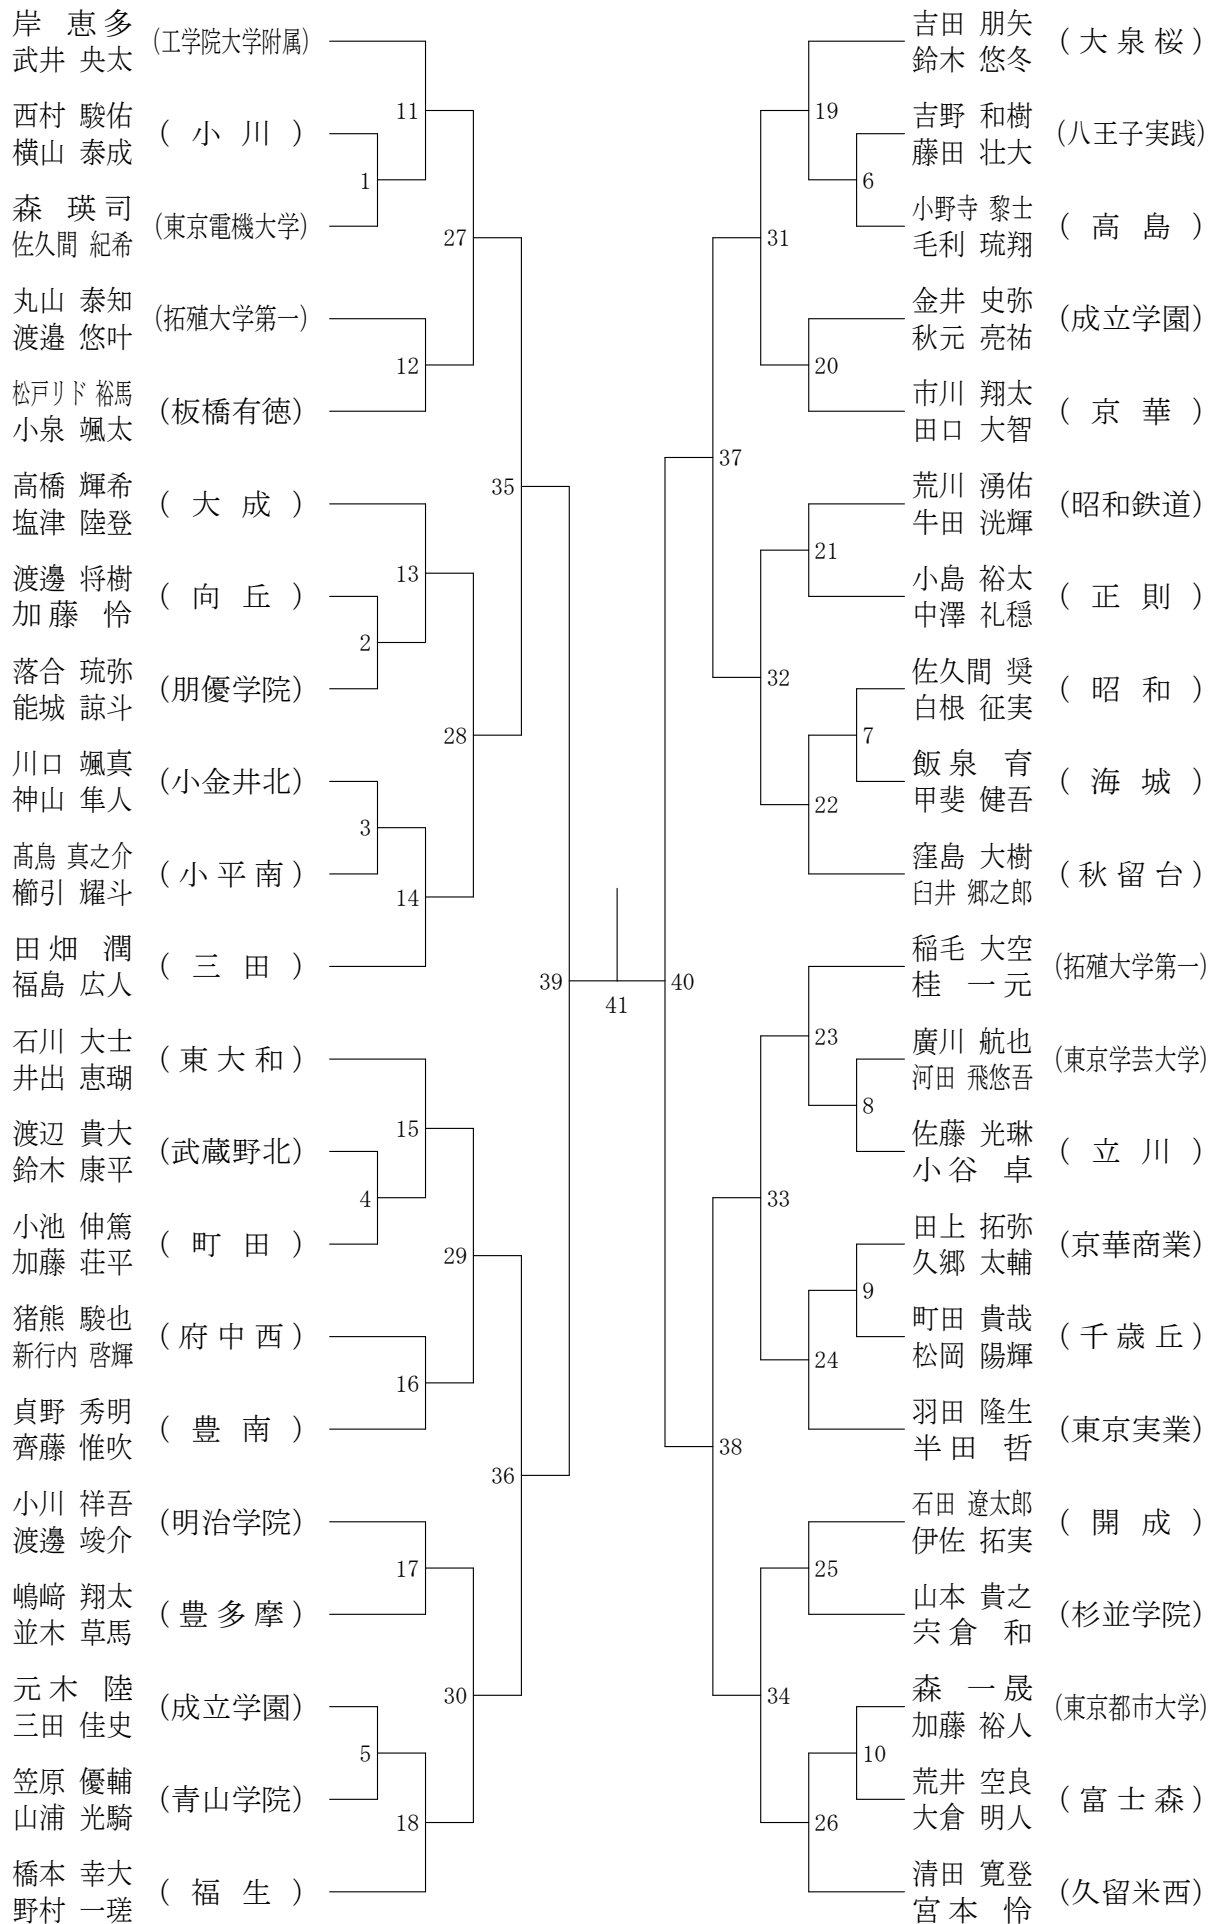 岸 恵多
武井 央太
(工学院大学附属)
西村 駿佑
横山 泰成
(小川)
森 瑛司
佐久間 紀希
(東京電機大学)
丸山 泰知
渡邉 悠叶
(拓殖大学第一)
松戸リド 裕馬
小泉 颯太
(板橋有徳)
高橋 輝希
塩津 陸登
(大成)
渡邊 将樹
加藤 怜
(向丘)
落合 琉弥
能城 諒斗
(朋優学院)
川口 颯真
神山 隼人
(小金井北)
髙鳥 真之介
櫛引 耀斗
(小平南)
田畑 潤
福島 広人
(三田)
石川 大士
井出 恵瑚
(東大和)
渡辺 貴大
鈴木 康平
(武蔵野北)
小池 伸篤
加藤 荘平
(町田)
猪熊 駿也
新行内 啓輝
(府中西)
貞野 秀明
齊藤 惟吹
(豊南)
小川 祥吾
渡邊 竣介
(明治学院)
嶋﨑 翔太
並木 草馬
(豊多摩)
元木 陸
三田 佳史
(成立学園)
笠原 優輔
山浦 光騎
(青山学院)
橋本 幸大
野村 一瑳
(福生)
1
2
3
4
5
11
12
13
14
15
16
17
18
27
28
29
30
35
36
39
41
40
37
38
31
32
33
34
19
20
21
22
23
24
25
26
6
7
8
9
10
吉田 朋矢
鈴木 悠冬
(大泉桜)
吉野 和樹
藤田 壮大
(八王子実践)
小野寺 黎士
毛利 琉翔
(高島)
金井 史弥
秋元 亮祐
(成立学園)
市川 翔太
田口 大智
(京華)
荒川 湧佑
牛田 洸輝
(昭和鉄道)
小島 裕太
中澤 礼穏
(正則)
佐久間 奨
白根 征実
(昭和)
飯泉 育
甲斐 健吾
(海城)
窪島 大樹
臼井 郷之郎
(秋留台)
稲毛 大空
桂 一元
(拓殖大学第一)
廣川 航也
河田 飛悠吾
(東京学芸大学)
佐藤 光琳
小谷 卓
(立川)
田上 拓弥
久郷 太輔
(京華商業)
町田 貴哉
松岡 陽輝
(千歳丘)
羽田 隆生
半田 哲
(東京実業)
石田 遼太郎
伊佐 拓実
(開成)
山本 貴之
宍倉 和
(杉並学院)
森 一晟
加藤 裕人
(東京都市大学)
荒井 空良
大倉 明人
(富士森)
清田 寛登
宮本 怜
(久留米西)